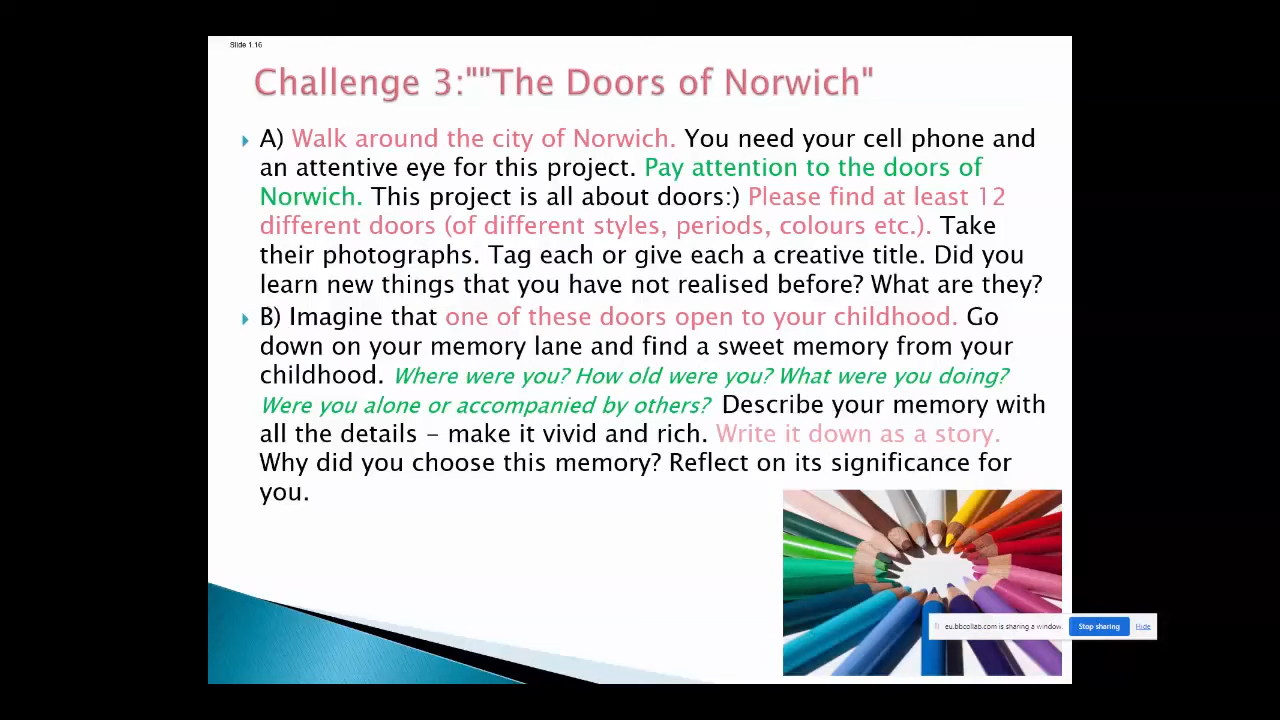 Slide 1.16
Challenge 3:""The Doors of Norwich"
A) Walk around the city of Norwich. You need your cell phone and
an attentive eye for this project. Pay attention to the doors of
Norwich. This project is all about doors:) Please find at least 12
different doors (of different styles, periods, colours etc.). Take
their photographs. Tag each or give each a creative title. Did you
learn new things that you have not realised before? What are they?
B) Imagine that one of these doors open to your childhood. Go
down on your memory lane and find a sweet memory from your
childhood. Where were you? How old were you? What were you doing?
Were you alone or accompanied by others? Describe your memory with
all the details – make it vivid and rich. Write it down as a story.
Why did you choose this memory? Reflect on its significance for
you.
eu.bbcollab.com is sharing a window. Stop sharing Hide